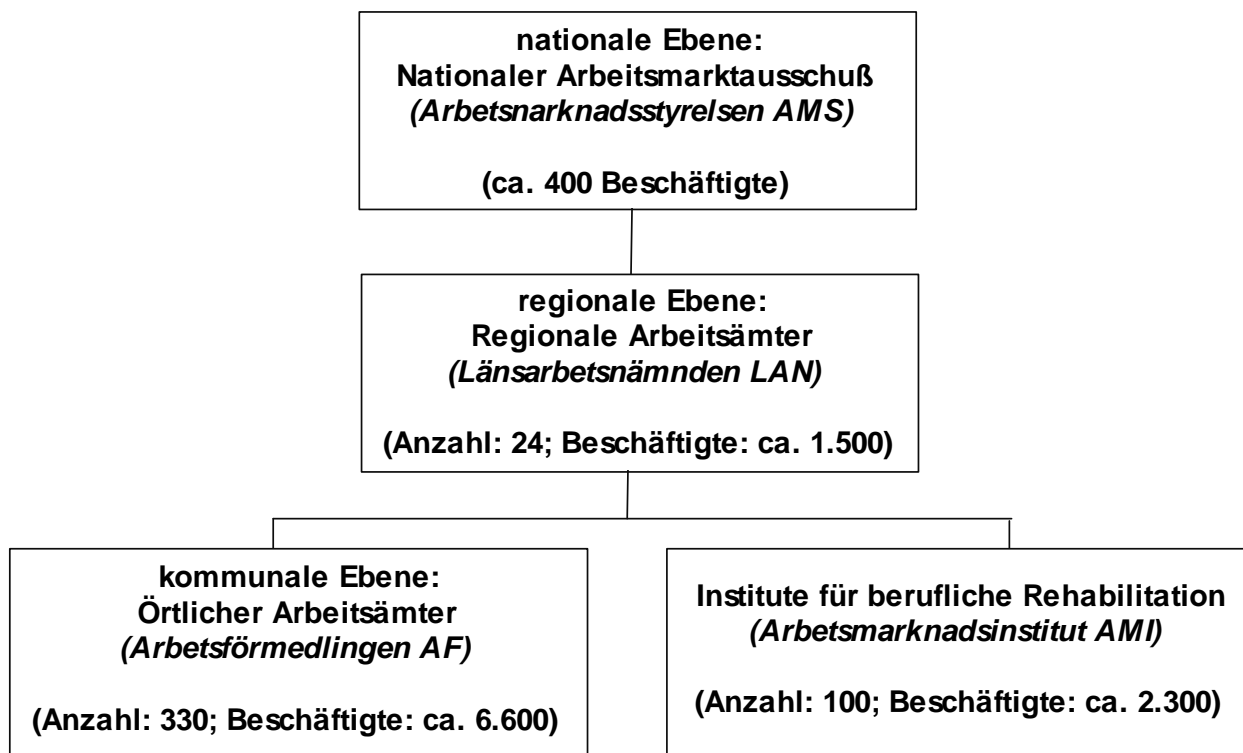 nationale Ebene:
Nationaler Arbeitsmarktausschuß
(Arbetsnarknadsstyrelsen AMS)
(ca. 400 Beschäftigte)
regionale Ebene:
Regionale Arbeitsämter
(Länsarbetsnämnden LAN)
(Anzahl: 24; Beschäftigte: ca. 1.500)
kommunale Ebene:
Örtlicher Arbeitsämter
(Arbetsförmedlingen AF)
(Anzahl: 330; Beschäftigte: ca. 6.600)
Institute für berufliche Rehabilitation
(Arbetsmarknadsinstitut AMI)
(Anzahl: 100; Beschäftigte: ca. 2.300)